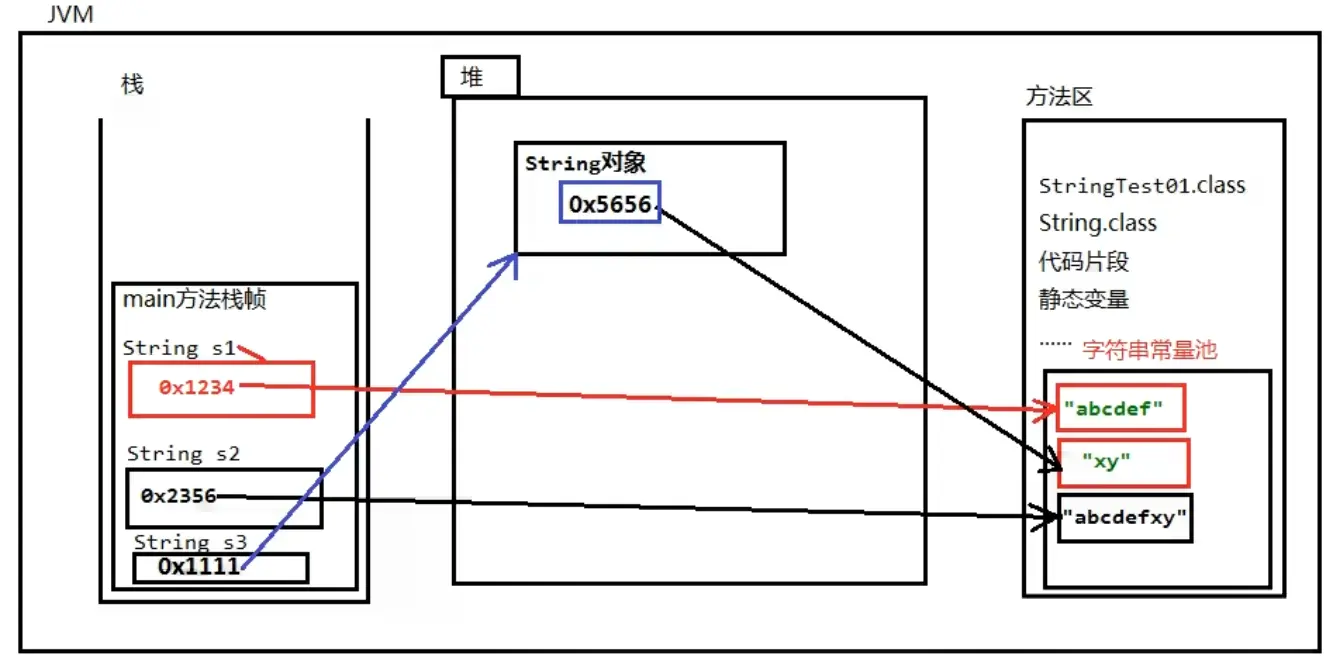 JVM
栈
堆
方法区
String对象
0x5656
StringTest01.class
String.class
代码片段
静态变量
······ 字符串常量池
main方法栈帧
String s1
0x1234
"abcdef"
String s2
"xy"
0x2356
"abcdefxy"
String s3
0x1111